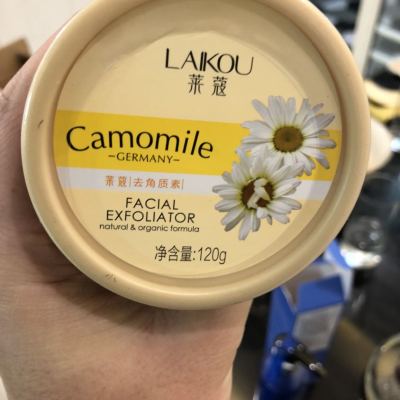 LAIKOU
莱蔻
Camomile
-GERMANY-
莱蔻|去角质素
FACIAL
EXFOLIATOR
natural & organic formula
净含量:120g